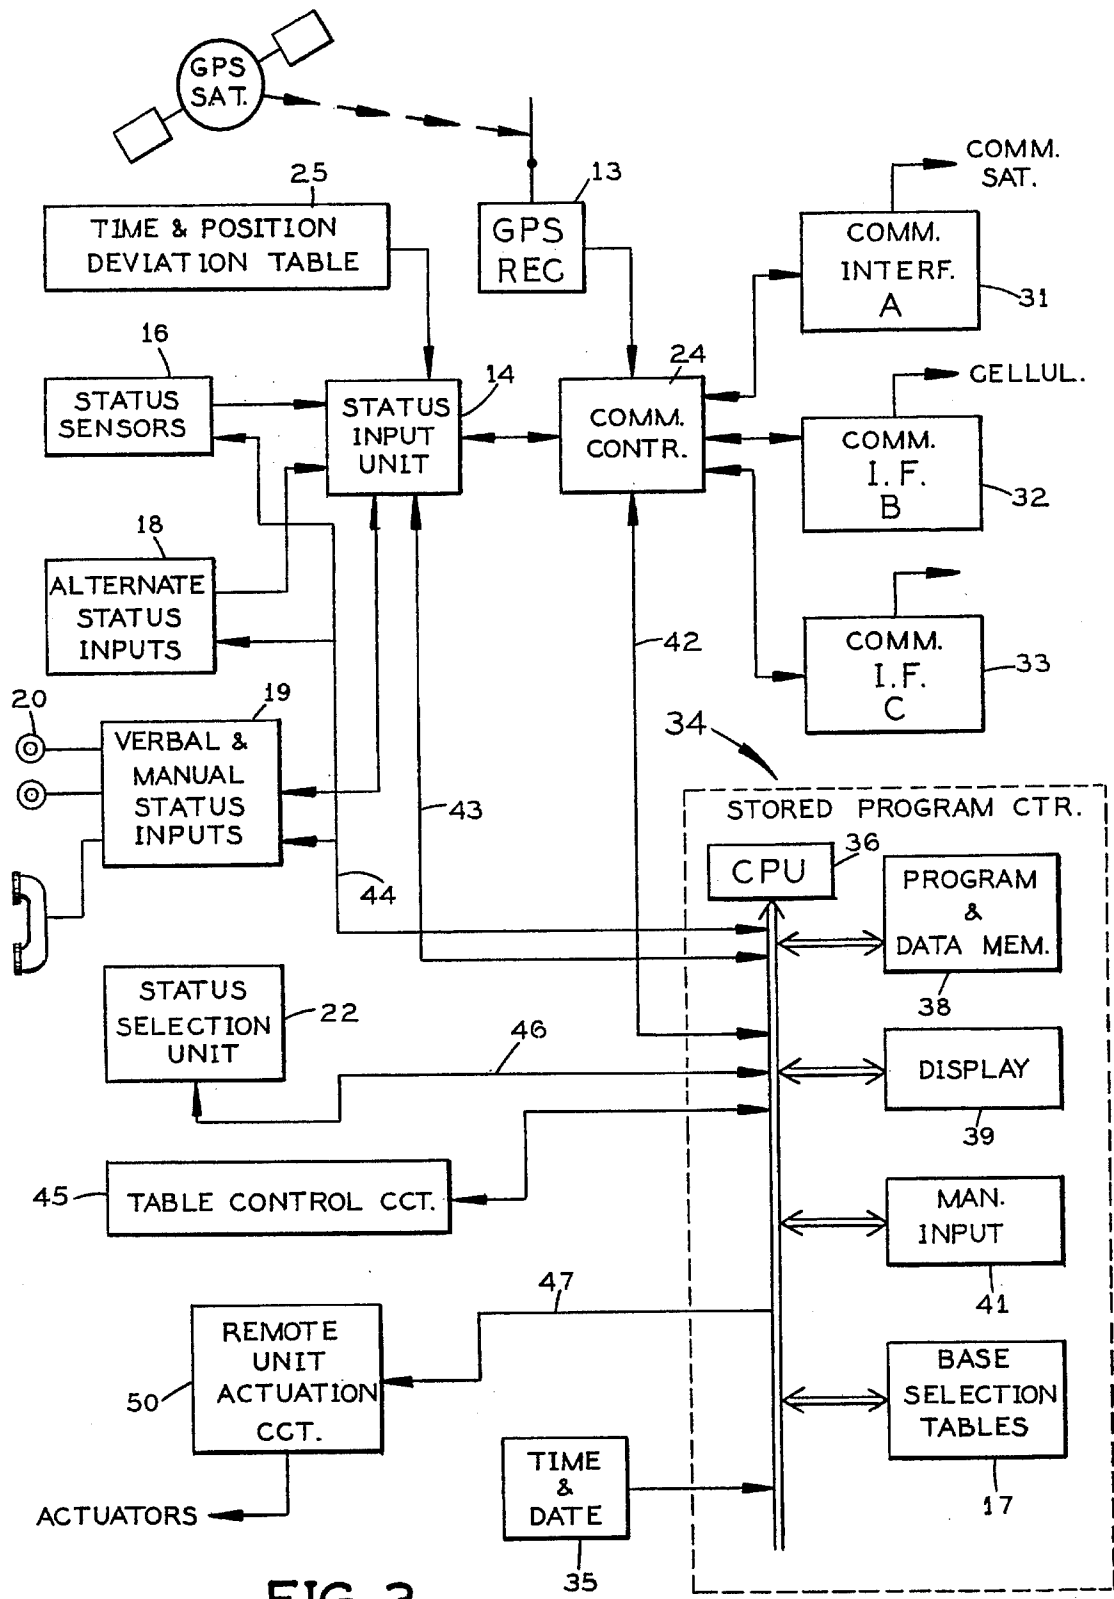 GPS
SAT.
25
13
COMM.
SAT.
TIME & POSITION
DEVIATION TABLE
GPS
REC
COMM.
INTERF.
A
31
16
14
24
CELLUL.
STATUS
SENSORS
STATUS
INPUT
UNIT
COMM.
CONTR.
COMM.
I.F.
B
32
18
ALTERNATE
STATUS
INPUTS
42
COMM.
I.F.
C
33
20
19
VERBAL &
MANUAL
STATUS
INPUTS
43
34
STORED PROGRAM CTR.
44
36
CPU
PROGRAM
&
DATA MEM.
38
STATUS
SELECTION
UNIT
22
46
DISPLAY
39
45
TABLE CONTROL CCT.
MAN.
INPUT
41
47
REMOTE
UNIT
ACTUATION
CCT.
50
BASE
SELECTION
TABLES
17
TIME
&
DATE
35
ACTUATORS